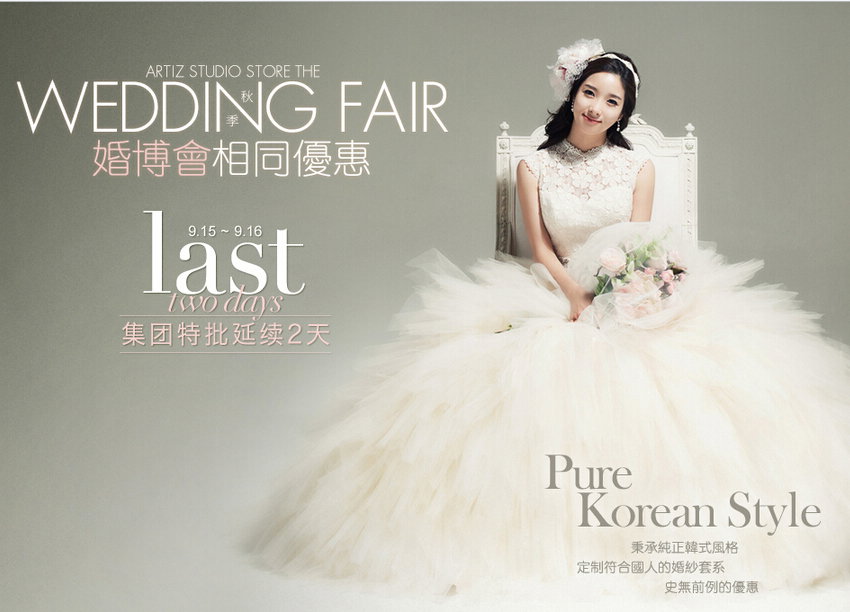 ARTIZ STUDIO STORE THE
WEDDING FAIR
秋
季
婚博會相同優惠
9.15 ~ 9.16
last
two days
集团特批延续2天
Pure
Korean Style
秉承純正韓式風格
定制符合國人的婚紗套系
史無前例的優惠